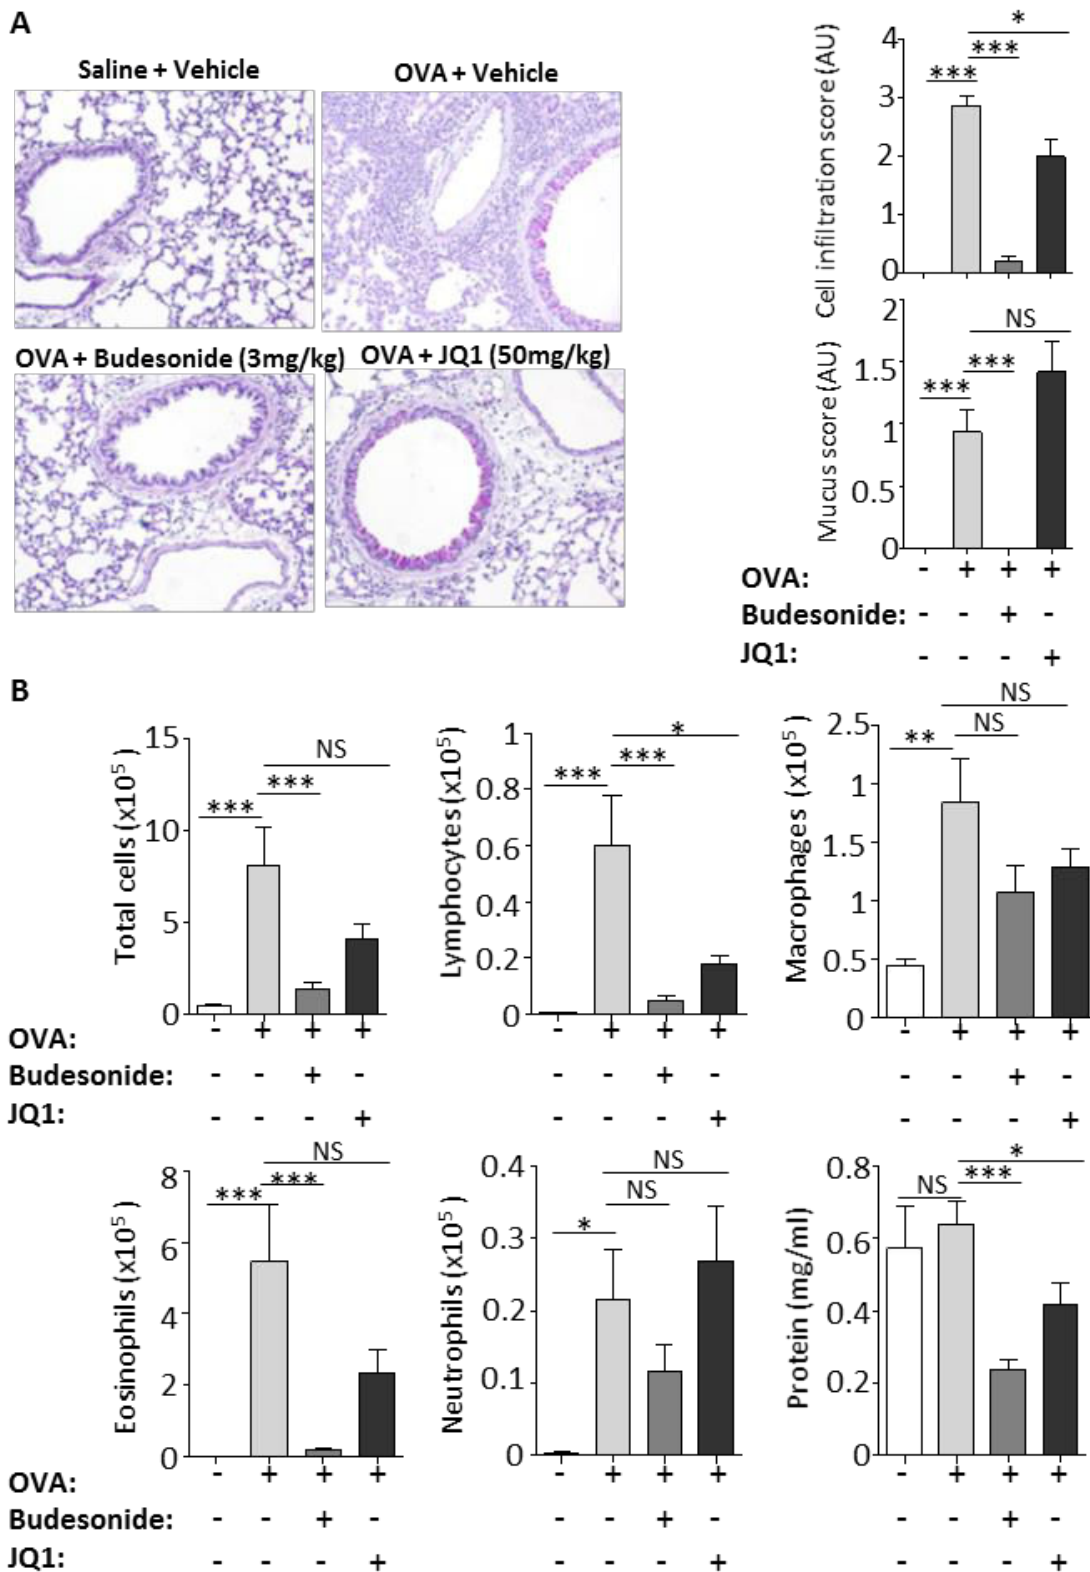 A
Saline + Vehicle
OVA + Vehicle
OVA + Budesonide (3mg/kg)
OVA + JQ1 (50mg/kg)
Cell infiltration score (AU)
4
3
2
1
0
***
***
*
Mucus score (AU)
2
1.5
1
0.5
0
***
***
NS
OVA: - + + +
Budesonide: - - + -
JQ1: - - - +
B
Total cells (x10⁵)
15
10
5
0
***
***
NS
Lymphocytes (x10⁵)
1
0.8
0.6
0.4
0.2
0
***
***
*
Macrophages (x10⁵)
2.5
1
1.5
1
0.5
0
**
NS
NS
OVA: - + + + - + + + - + + +
Budesonide: - - + - - - + - - - + -
JQ1: - - - + - - - + - - - +
Eosinophils (x10⁵)
8
6
4
2
0
***
***
NS
Neutrophils (x10⁵)
0.4
0.3
0.2
0.1
0
*
NS
NS
Protein (mg/ml)
0.8
0.6
0.4
0.2
0
NS
***
*
OVA: - + + + - + + + - + + +
Budesonide: - - + - - - + - - - + -
JQ1: - - - + - - - + - - - +